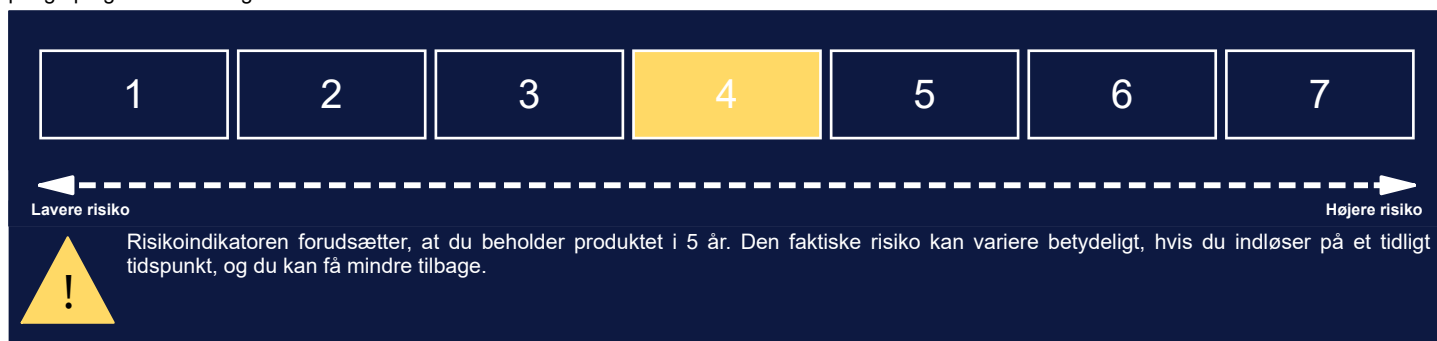 1 2 3 4 5 6 7
Lavere risiko Højere risiko
Risikoindikatoren forudsætter, at du beholder produktet i 5 år. Den faktiske risiko kan variere betydeligt, hvis du indløser på et tidligt
tidspunkt, og du kan få mindre tilbage.
!